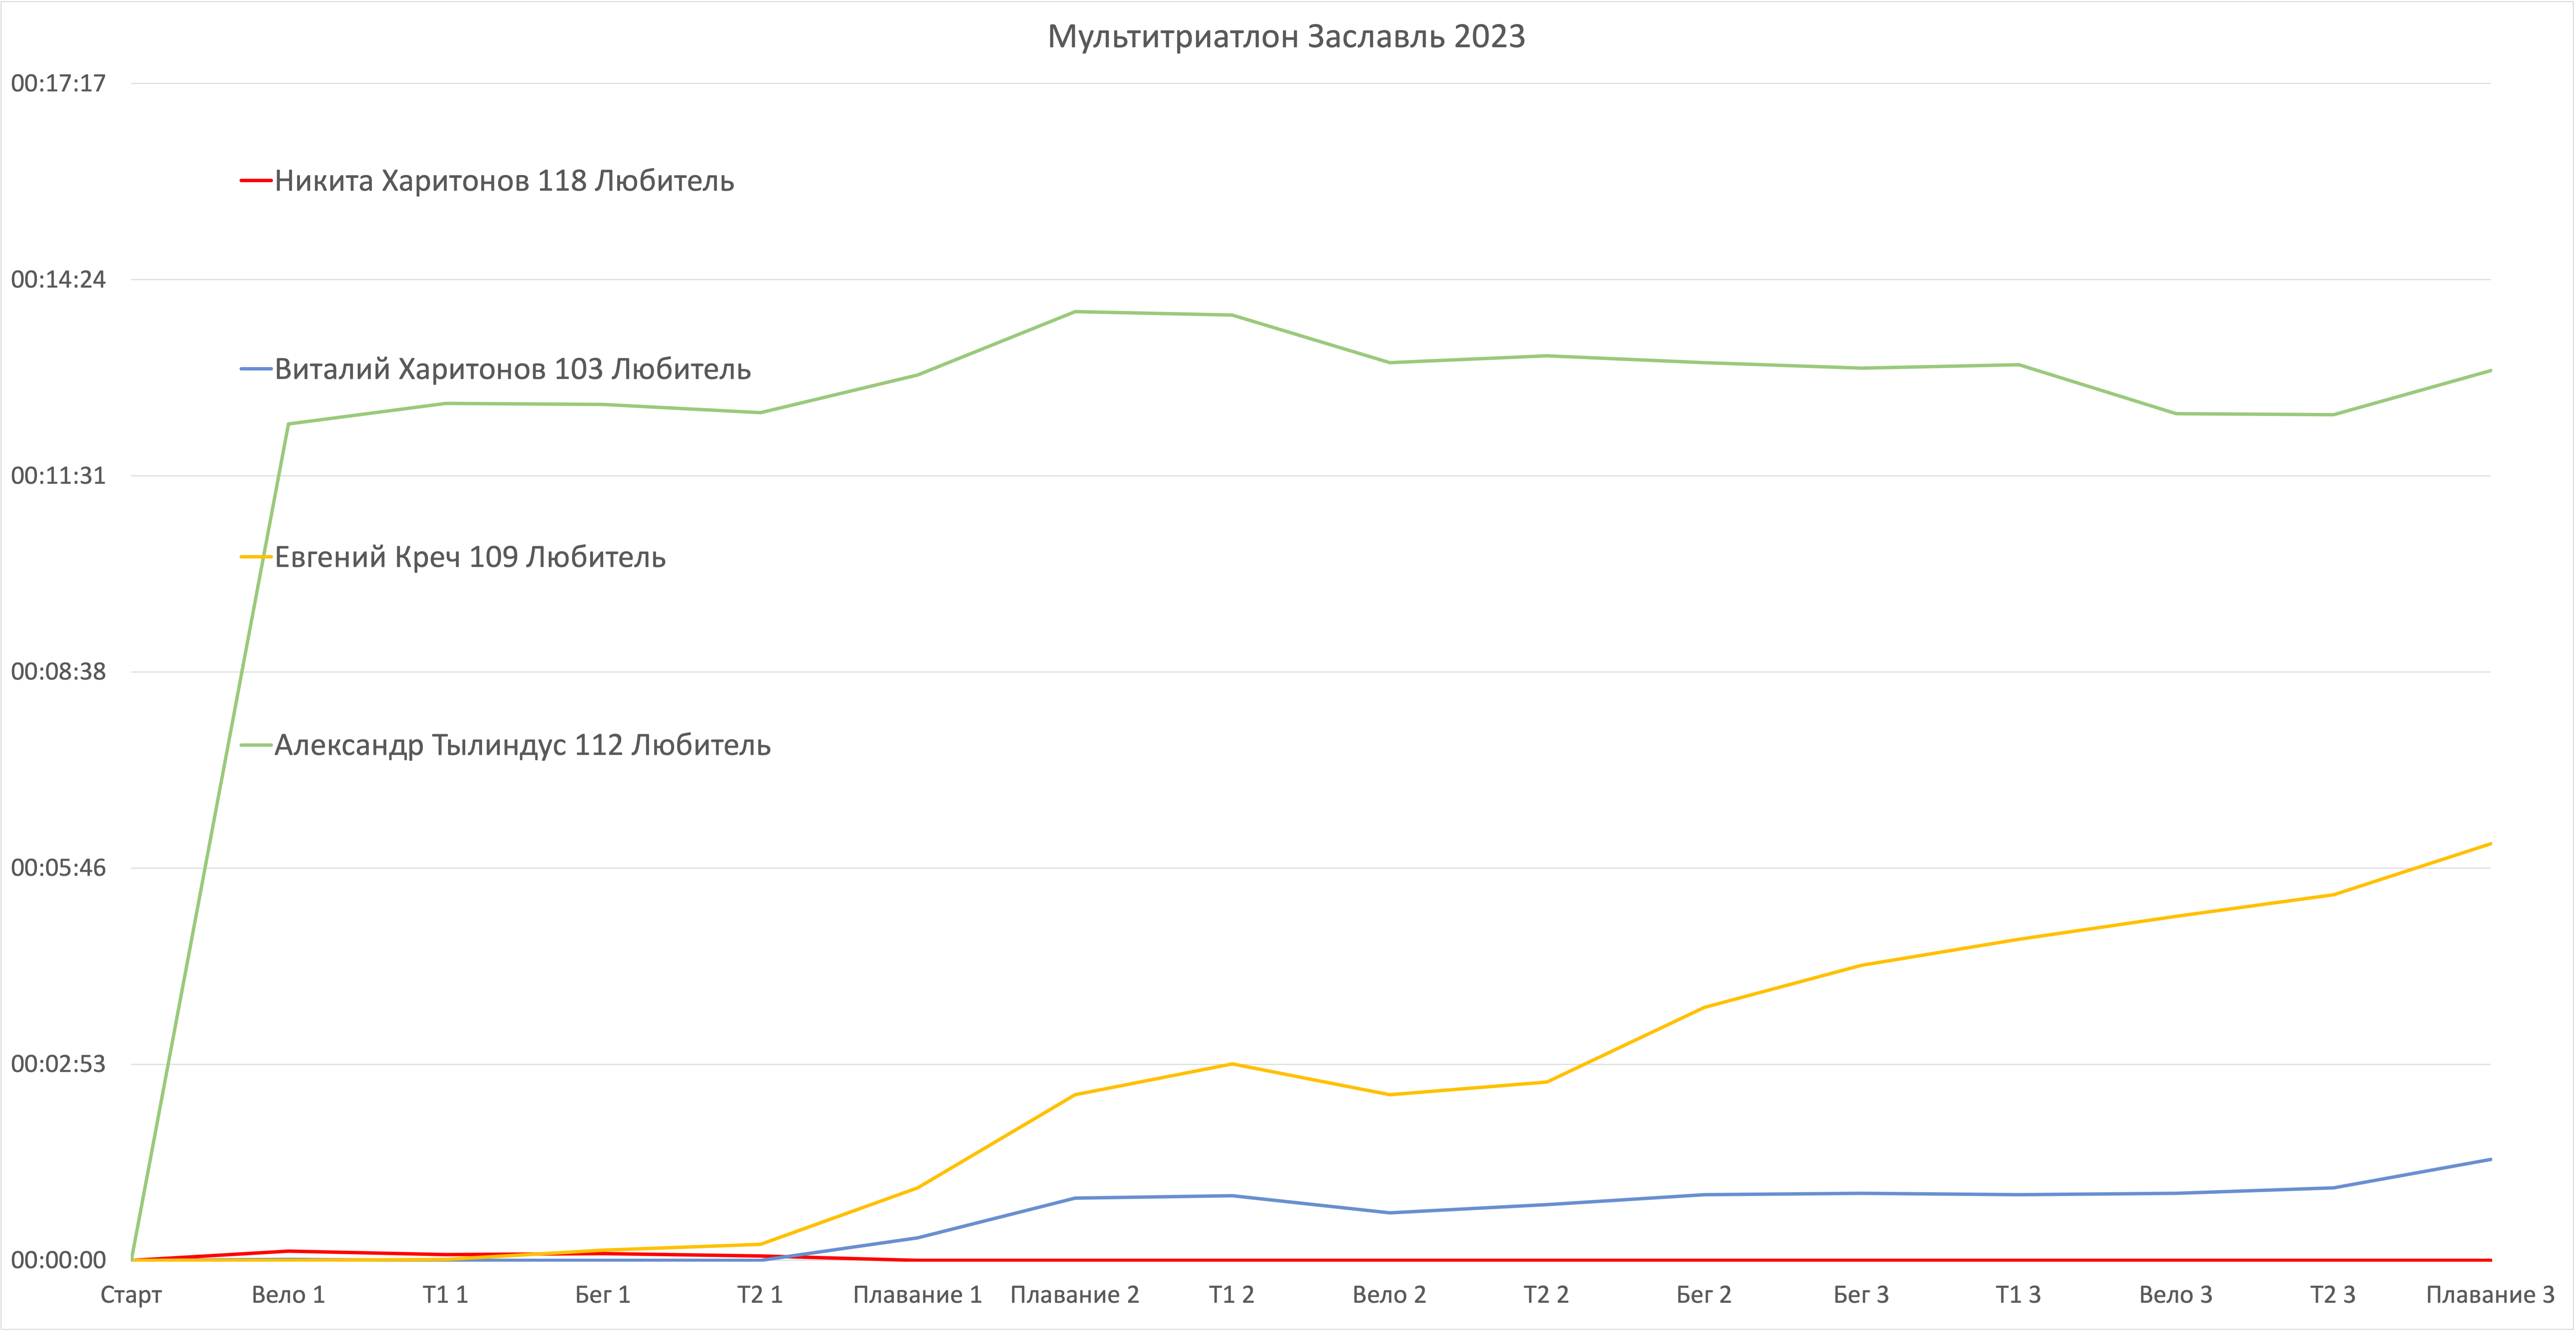 Мультитриатлон Заславль 2023
00:17:17
Никита Харитонов 118 Любитель
00:14:24
Виталий Харитонов 103 Любитель
00:11:31
Евгений Креч 109 Любитель
00:08:38
Александр Тылиндус 112 Любитель
00:05:46
00:02:53
00:00:00
Старт Вело 1 Т1 1 Бег 1 Т2 1 Плавание 1 Плавание 2 Т1 2 Вело 2 Т2 2 Бег 2 Бег 3 Т1 3 Вело 3 Т2 3 Плавание 3